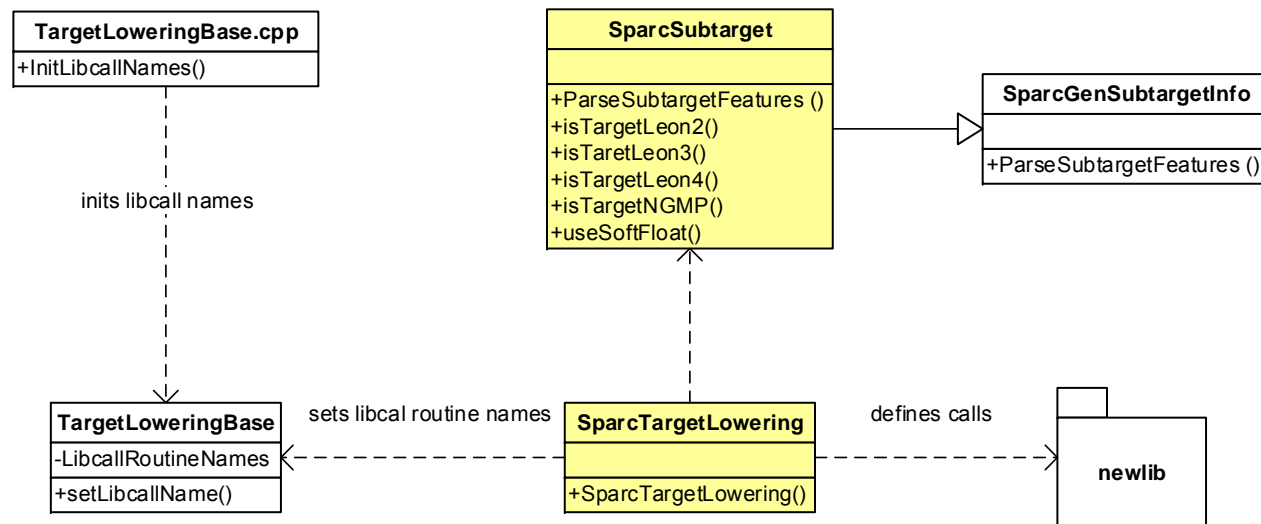 TargetLoweringBase.cpp
+InitLibcallNames()
SparcSubtarget
+ParseSubtargetFeatures ()
+isTargetLeon2()
+isTaretLeon3()
+isTargetLeon4()
+isTargetNGMP()
+useSoftFloat()
SparcGenSubtargetInfo
+ParseSubtargetFeatures ()
inits libcall names
TargetLoweringBase
-LibcallRoutineNames
+setLibcallName()
sets libcal routine names
SparcTargetLowering
+SparcTargetLowering()
defines calls
newlib